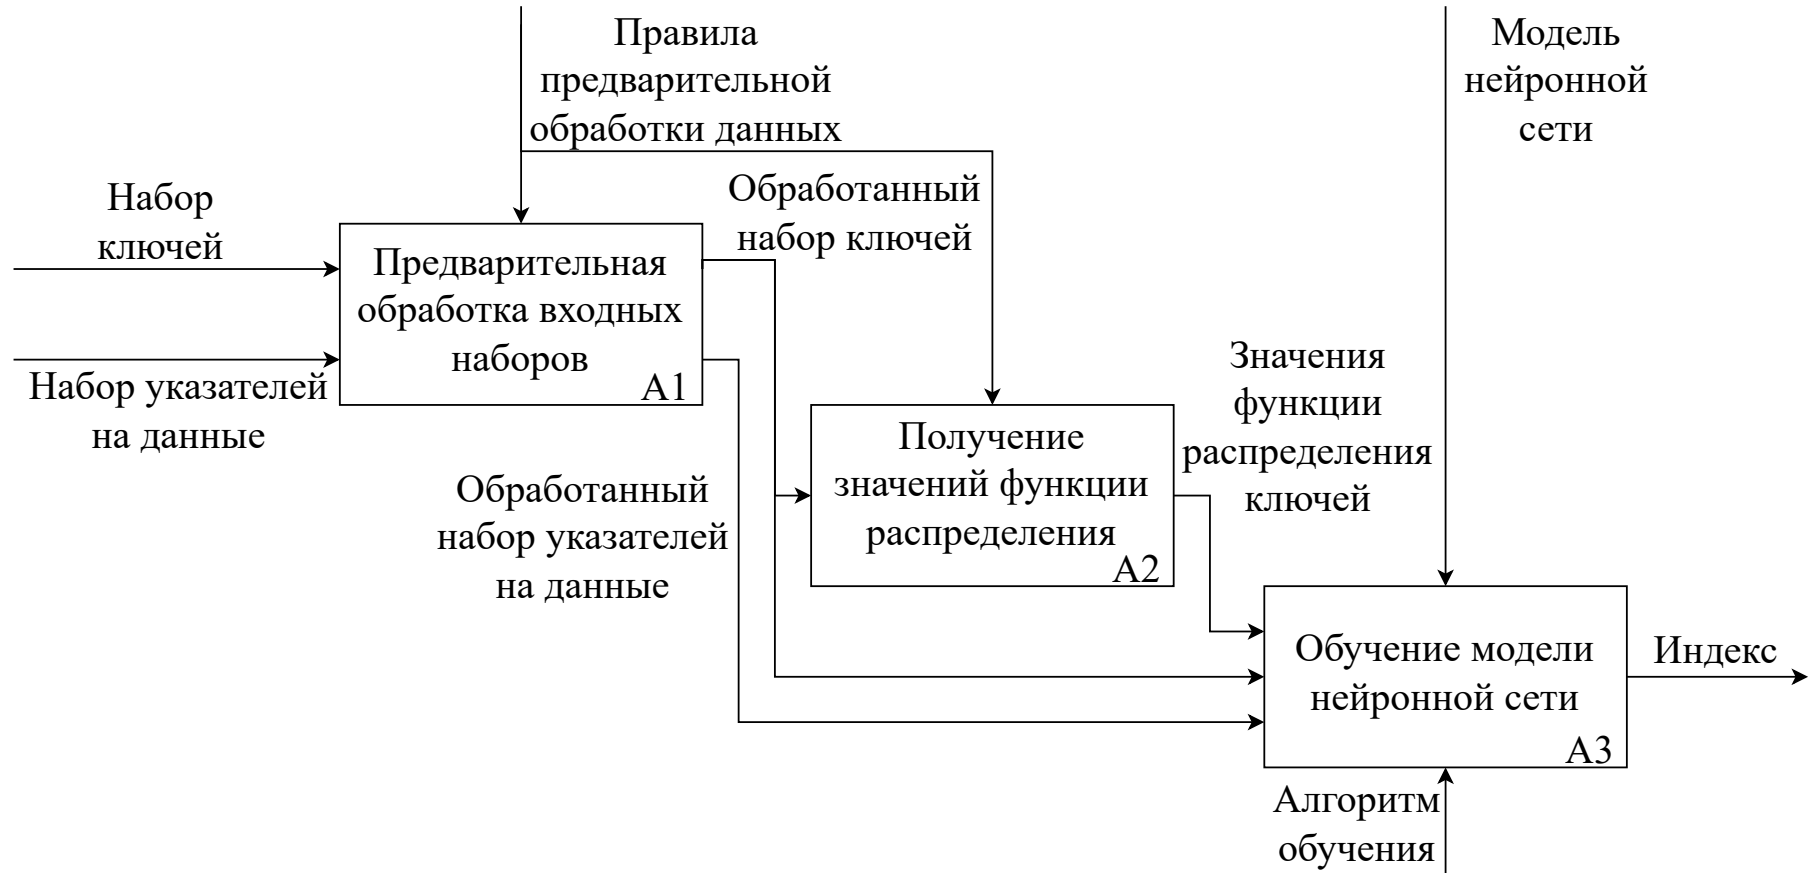 Правила
предварительной
обработки данных
Модель
нейронной
сети
Набор
ключей
Обработанный
набор ключей
Предварительная
обработка входных
наборов
A1
Набор указателей
на данные
Значения
функции
распределения
ключей
Получение
значений функции
распределения
A2
Обработанный
набор указателей
на данные
Обучение модели
нейронной сети
A3
Индекс
Алгоритм
обучения